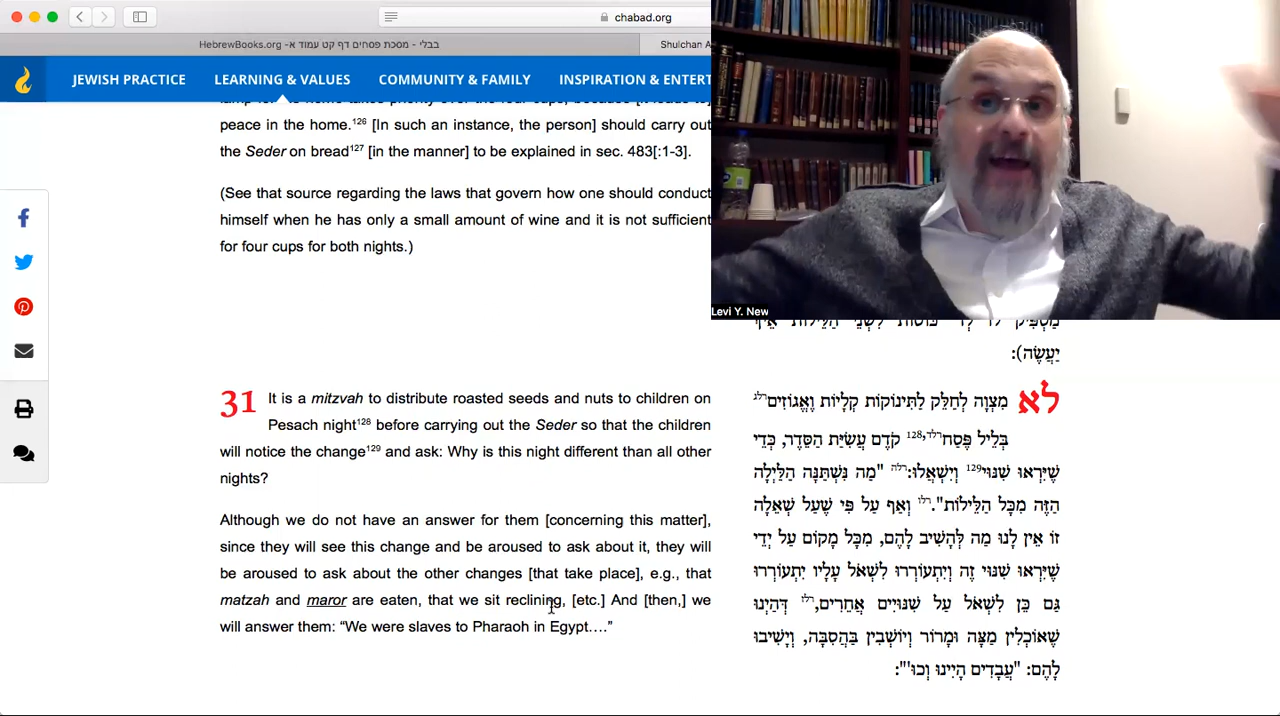 chabad.org
HebrewBooks.org - בבלי - מסכת פסחים דף קט עמוד א
Shulchan A
JEWISH PRACTICE
LEARNING & VALUES
COMMUNITY & FAMILY
INSPIRATION & ENTERT
peace in the home.126 [In such an instance, the person] should carry out
the Seder on bread127 [in the manner] to be explained in sec. 483[:1-3].
(See that source regarding the laws that govern how one should conduct
himself when he has only a small amount of wine and it is not sufficient
for four cups for both nights.)
Levi Y. New
יַעֲשֶׂה):
31 It is a mitzvah to distribute roasted seeds and nuts to children on
Pesach night128 before carrying out the Seder so that the children
will notice the change129 and ask: Why is this night different than all other
nights?
Although we do not have an answer for them [concerning this matter],
since they will see this change and be aroused to ask about it, they will
be aroused to ask about the other changes [that take place], e.g., that
matzah and maror are eaten, that we sit reclining, [etc.] And [then,] we
will answer them: “We were slaves to Pharaoh in Egypt....”
לא מִצְוָה לְחַלֵּק לַתִּינוֹקוֹת קְלָיוֹת וֶאֱגוֹזִים רלג
בְּלֵיל פֶּסַח רלד,128 קֹדֶם עֲשִׂיַּת הַסֵּדֶר, כְּדֵי
שֶׁיִּרְאוּ שִׁנּוּי129 וְיִשְׁאֲלוּ: רלה "מַה נִּשְׁתַּנָּה הַלַּיְלָה
הַזֶּה מִכָּל הַלֵּילוֹת". רלו וְאַף עַל פִּי שֶׁעַל שְׁאֵלָה
זוֹ אֵין לָנוּ מַה לְּהָשִׁיב לָהֶם, מִכָּל מָקוֹם עַל יְדֵי
שֶׁיִּרְאוּ שִׁנּוּי זֶה וְיִתְעוֹרְרוּ לִשְׁאֹל עָלָיו יִתְעוֹרְרוּ
גַּם כֵּן לִשְׁאֹל עַל שִׁנּוּיִים אֲחֵרִים, רלז דְּהַיְנוּ
שֶׁאוֹכְלִין מַצָּה וּמָרוֹר וְיוֹשְׁבִין בַּהֲסִבָּה, וְיָשִׁיבוּ
לָהֶם: "עֲבָדִים הָיִינוּ וְכוּ'":